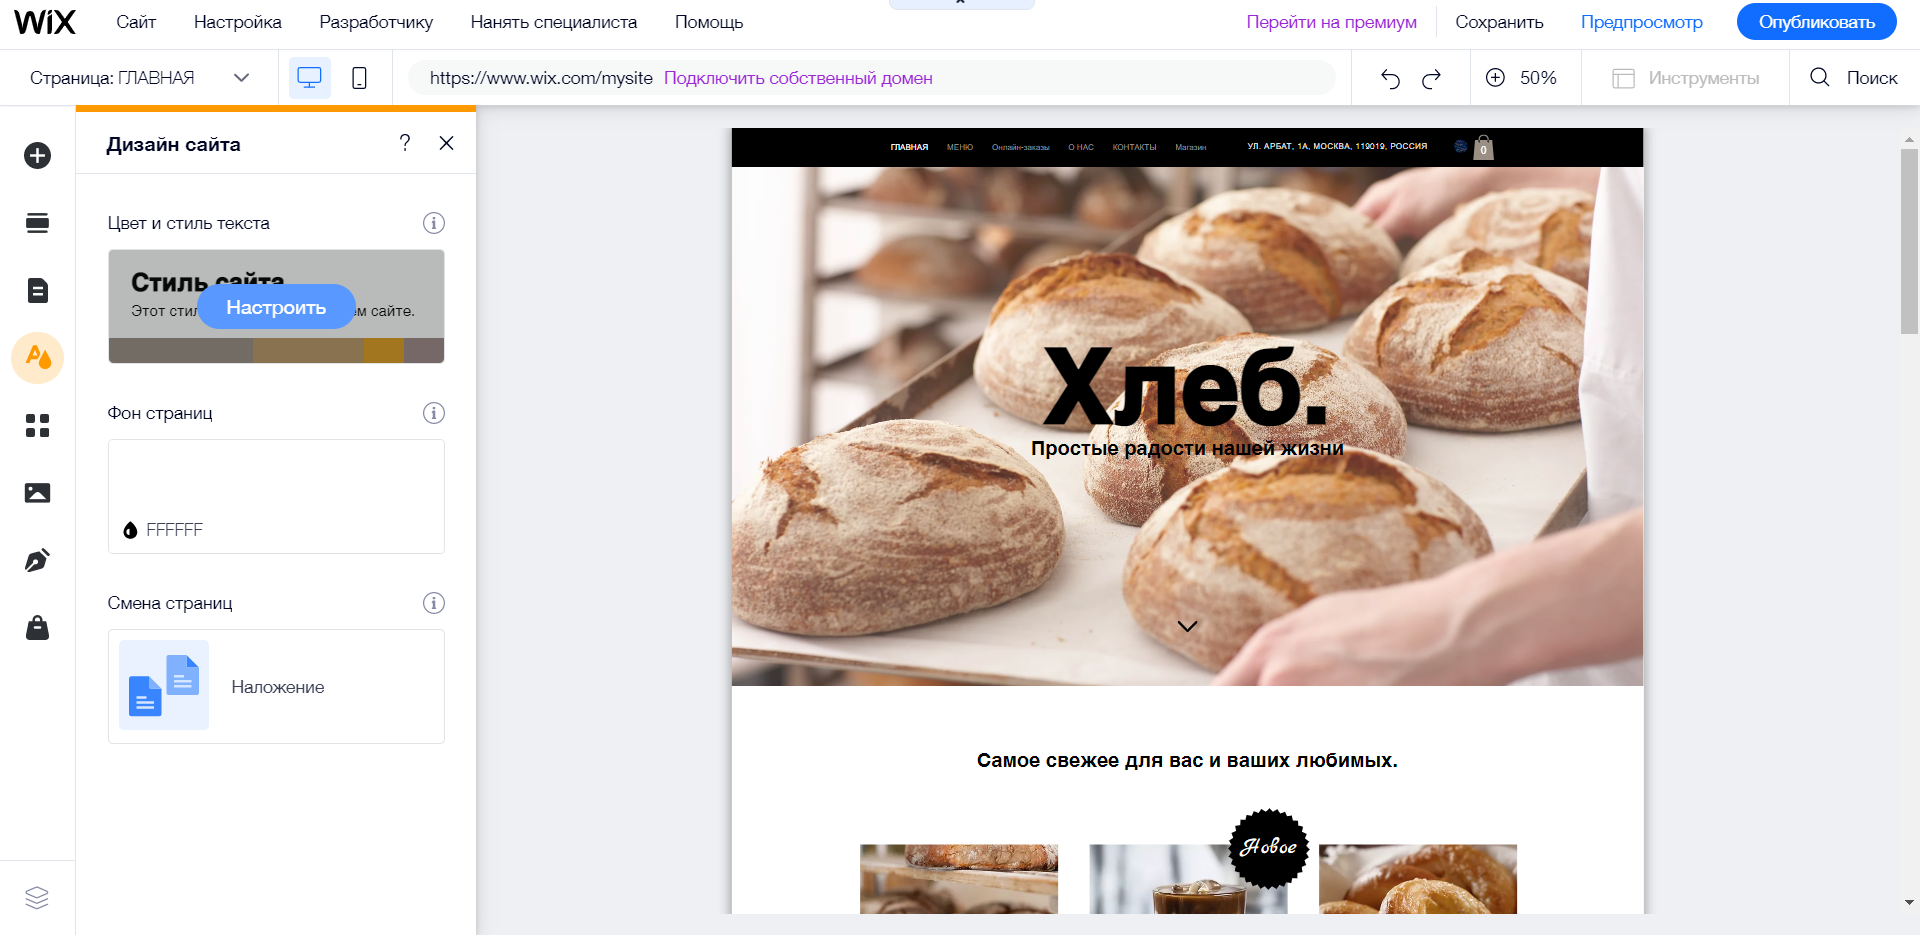 WiX Сайт Настройка Разработчику Нанять специалиста Помощь Перейти на премиум Сохранить Предпросмотр Опубликовать
Страница: ГЛАВНАЯ https://www.wix.com/mysite Подключить собственный домен 50% Инструменты Поиск
Дизайн сайта ?
Цвет и стиль текста
Стиль сайта
Этот м сайте.
Настроить
Фон страниц
FFFFFF
Смена страниц
Наложение
ГЛАВНАЯ МЕНЮ Онлайн-заказы О НАС КОНТАКТЫ Магазин УЛ. АРБАТ, 1А, МОСКВА, 119019, РОССИЯ 0
Хлеб.
Простые радости нашей жизни
Самое свежее для вас и ваших любимых.
Новое